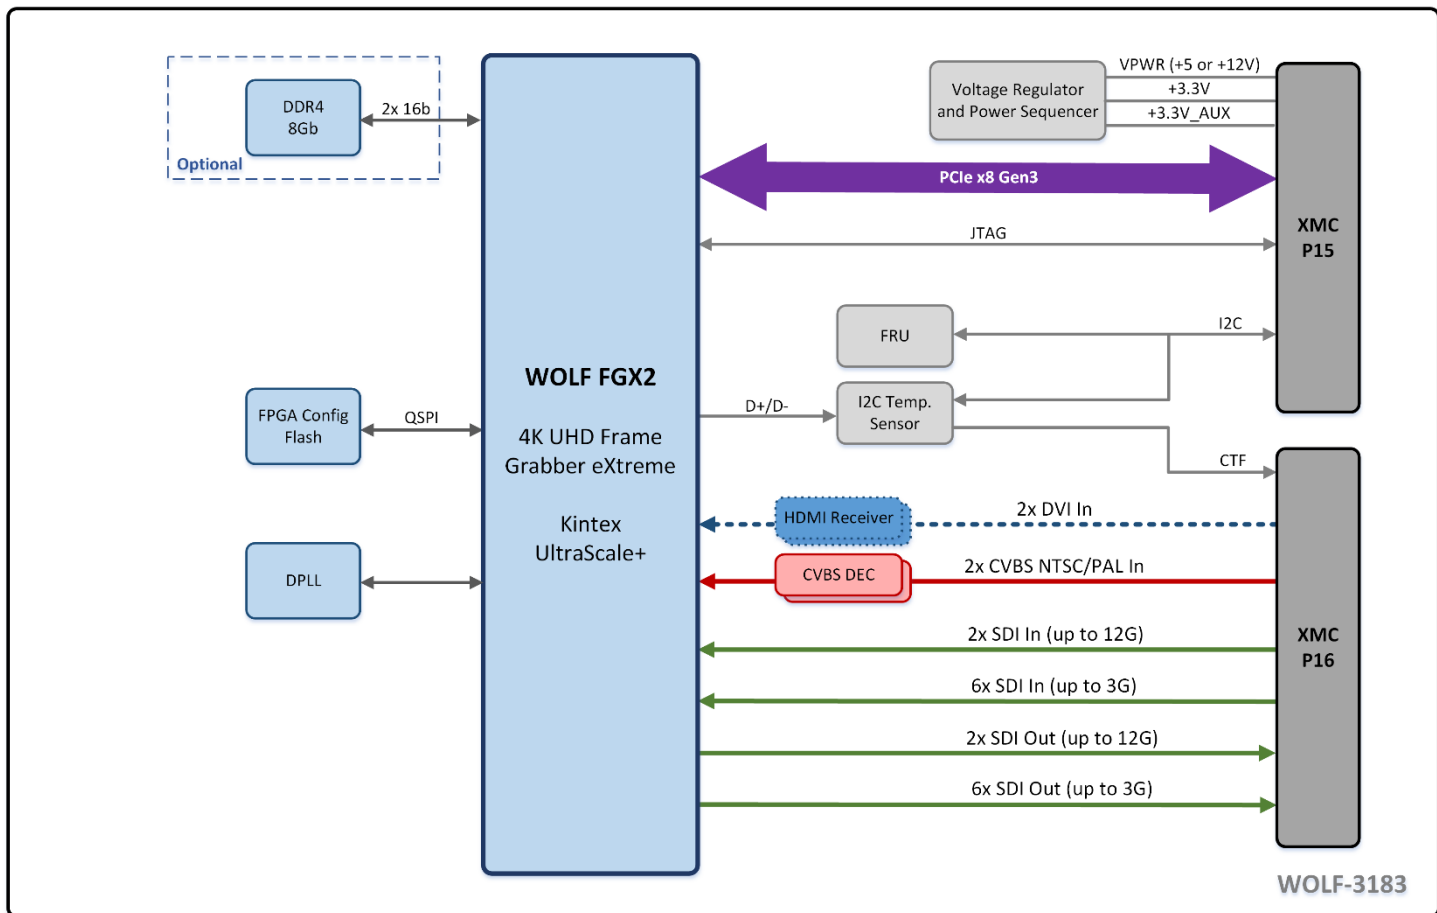 DDR4
8Gb
2x 16b
Optional
WOLF FGX2
4K UHD Frame
Grabber eXtreme
Kintex
UltraScale+
FPGA Config
Flash
QSPI
DPLL
Voltage Regulator
and Power Sequencer
VPWR (+5 or +12V)
+3.3V
+3.3V_AUX
PCIe x8 Gen3
JTAG
XMC
P15
FRU
I2C
D+/D-
I2C Temp.
Sensor
CTF
HDMI Receiver
2x DVI In
CVBS DEC
2x CVBS NTSC/PAL In
2x SDI In (up to 12G)
6x SDI In (up to 3G)
2x SDI Out (up to 12G)
6x SDI Out (up to 3G)
XMC
P16
WOLF-3183